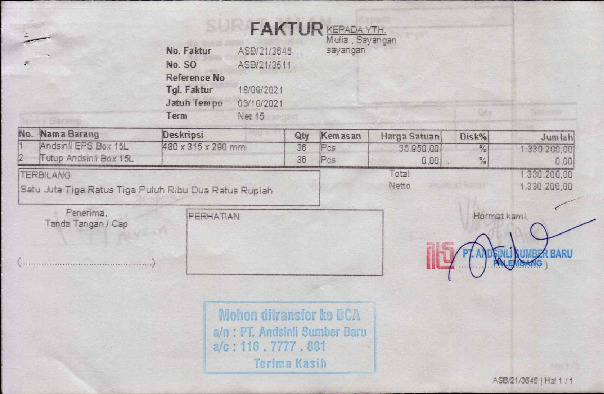 FAKTUR
KEPADA YTH.
Mulia , Sayangan
sayangan
No. Faktur ASB/21/3645
No. SO ASB/21/3511
Reference No
Tgl. Faktur 18/09/2021
Jatuh Tempo 03/10/2021
Term Net 15
No. Nama Barang Deskripsi Qty Kemasan Harga Satuan Disk% Jumlah
1 Andsinli EPS Box 15L 480 x 315 x 290 mm 36 Pcs 36.950,00 % 1.330.200,00
2 Tutup Andsinli Box 15L 36 Pcs 0,00 % 0,00
TERBILANG
Satu Juta Tiga Ratus Tiga Puluh Ribu Dua Ratus Rupiah
Total 1.330.200,00
Netto 1.330.200,00
Penerima,
Tanda Tangan / Cap
PERHATIAN
Hormat kami,
PT. ANDSINLI SUMBER BARU
PALEMBANG
(..............................)
Mohon ditransfer ke BCA
a/n : PT. Andsinli Sumber Baru
a/c : 116 . 7777 . 881
Terima Kasih
ASB/21/3645 | Hal 1 / 1